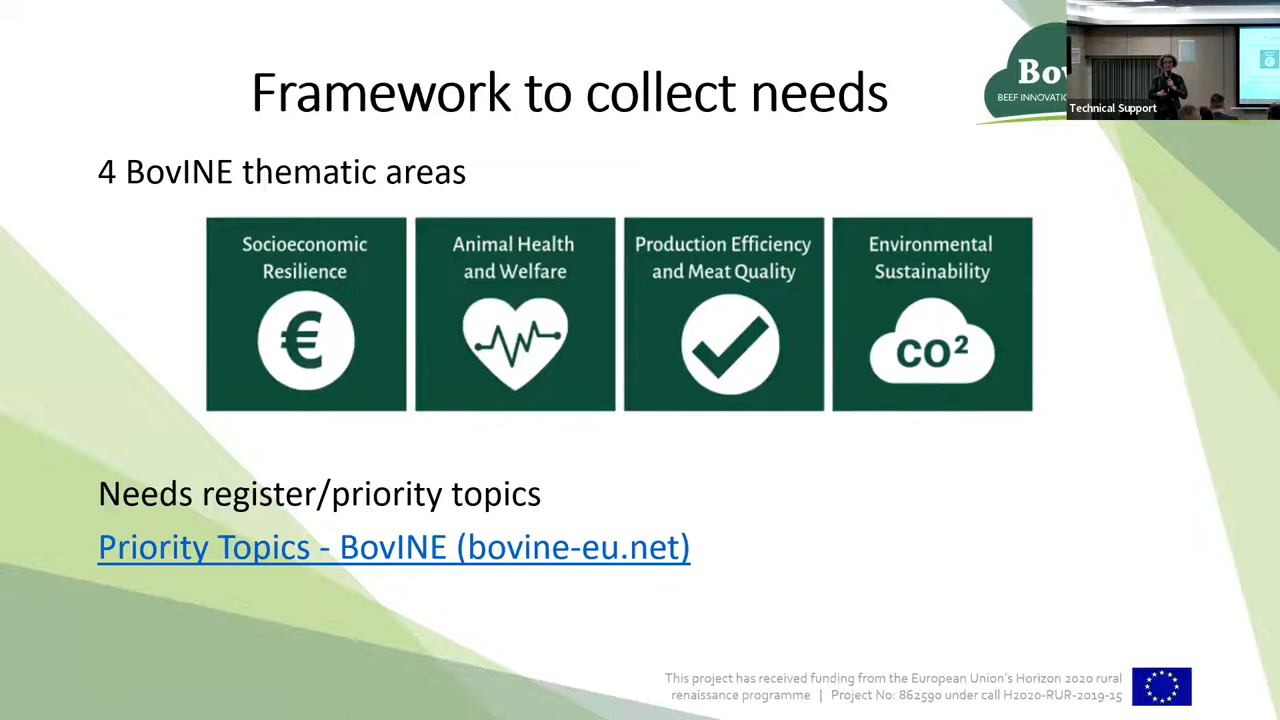 Framework to collect needs
Bov
BEEF INNOVATIO
Technical Support
4 BovINE thematic areas
Socioeconomic
Resilience
€
Animal Health
and Welfare
Production Efficiency
and Meat Quality
Environmental
Sustainability
CO²
Needs register/priority topics
Priority Topics - BovINE (bovine-eu.net)
This project has received funding from the European Union's Horizon 2020 rural
renaissance programme | Project No: 862590 under call H2020-RUR-2019-15